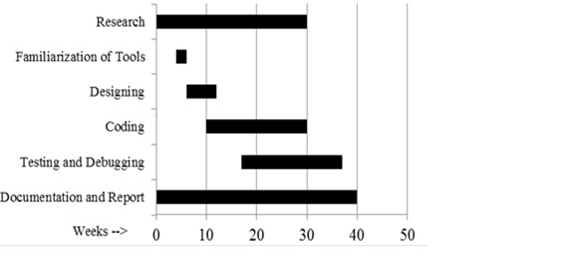 Research
Familiarization of Tools
Designing
Coding
Testing and Debugging
Documentation and Report
Weeks --> 0 10 20 30 40 50